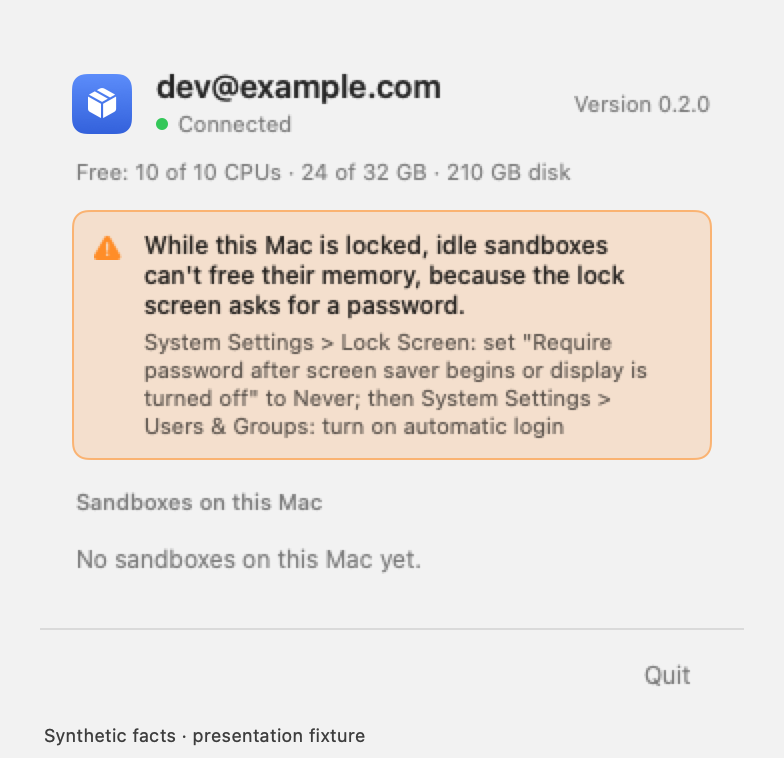 dev@example.com
Version 0.2.0
Connected
Free: 10 of 10 CPUs · 24 of 32 GB · 210 GB disk
While this Mac is locked, idle sandboxes
can't free their memory, because the lock
screen asks for a password.
System Settings > Lock Screen: set "Require
password after screen saver begins or display is
turned off" to Never; then System Settings >
Users & Groups: turn on automatic login
Sandboxes on this Mac
No sandboxes on this Mac yet.
Quit
Synthetic facts · presentation fixture